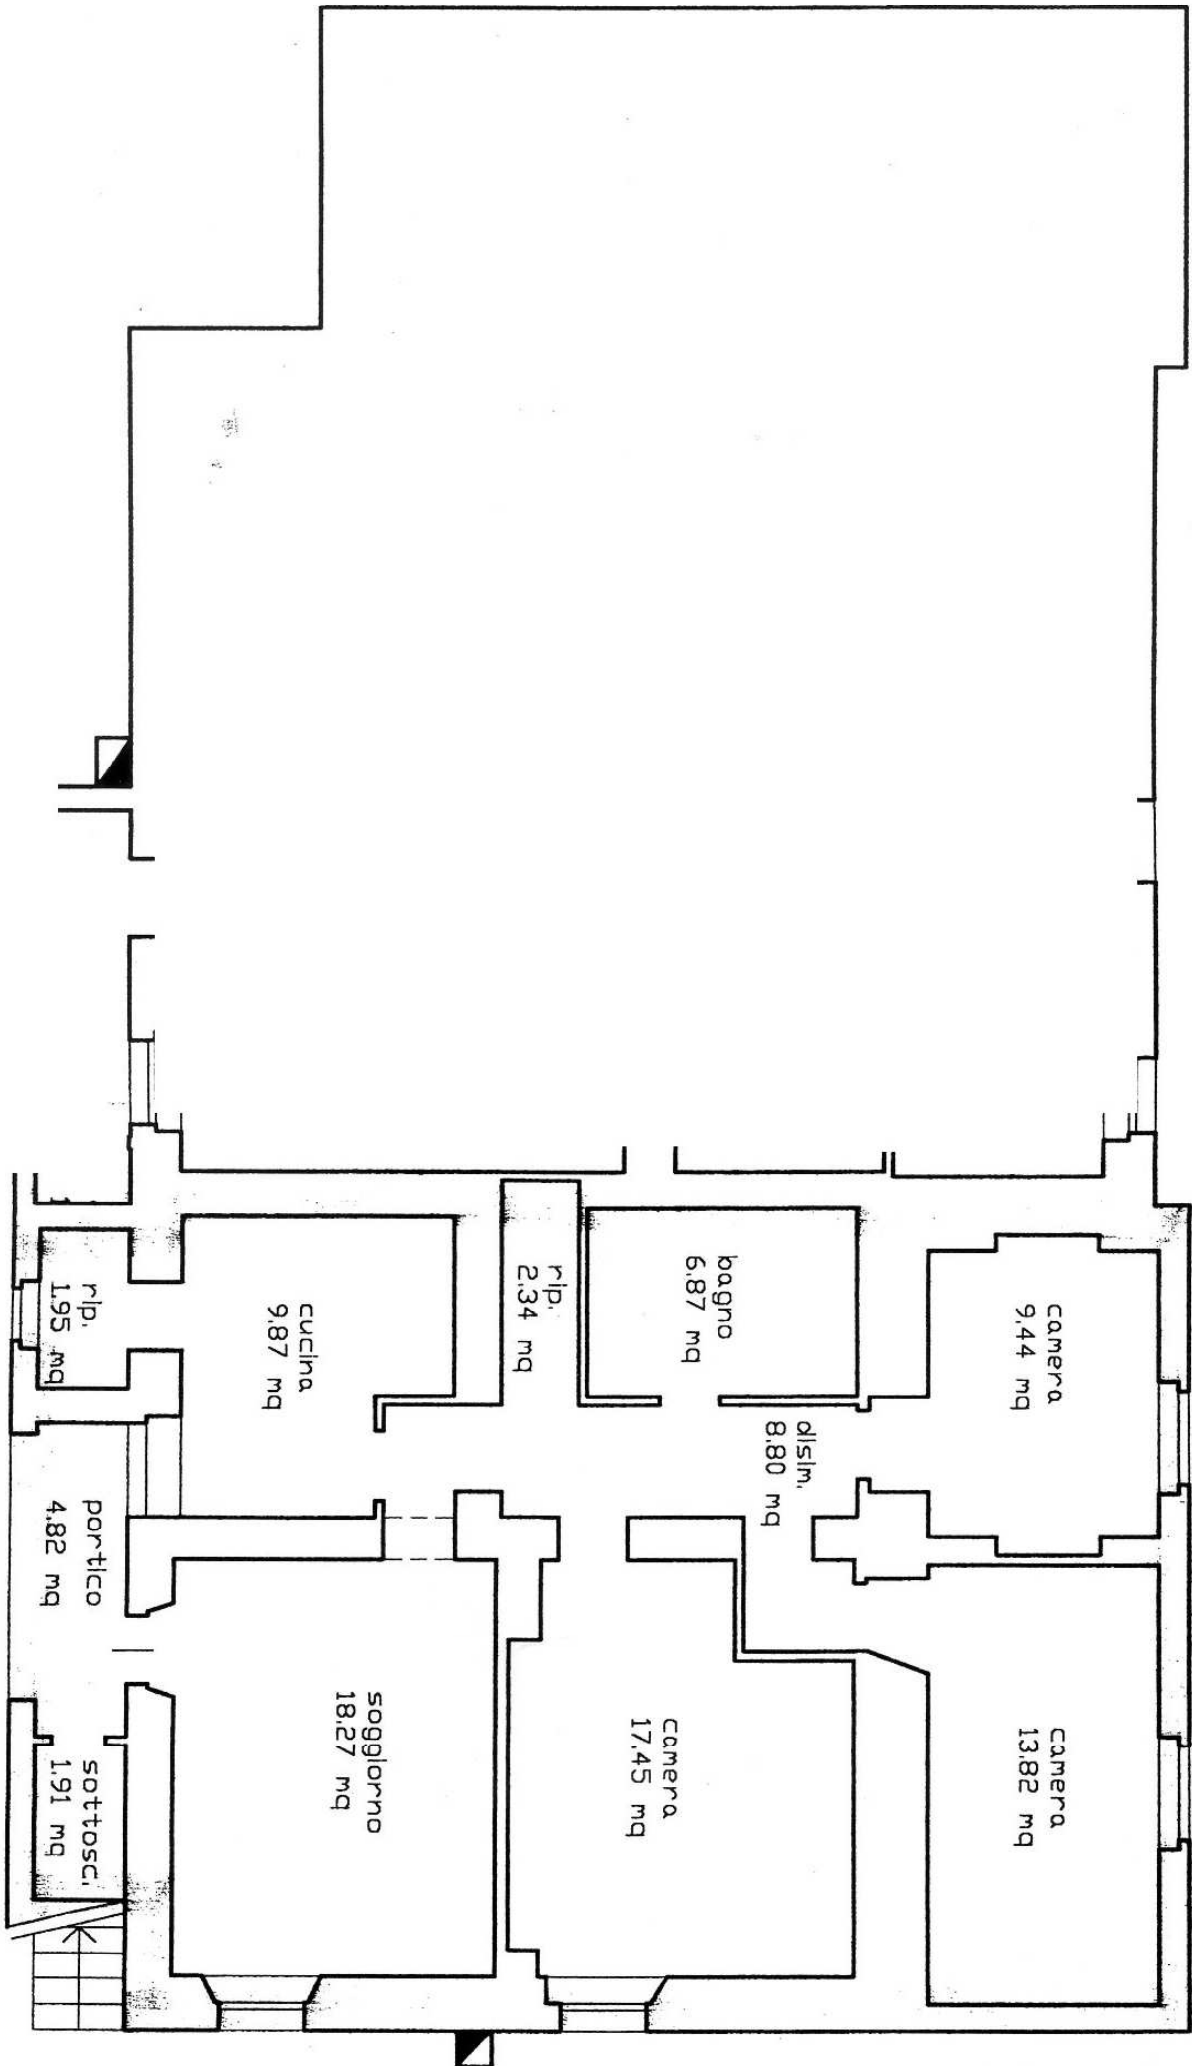 camera
9.44 mq
camera
13.82 mq
disim.
8.80 mq
bagno
6.87 mq
camera
17.45 mq
rip.
2.34 mq
cucina
9.87 mq
soggiorno
18.27 mq
rip.
1.95 mq
portico
4.82 mq
sottosc.
1.91 mq